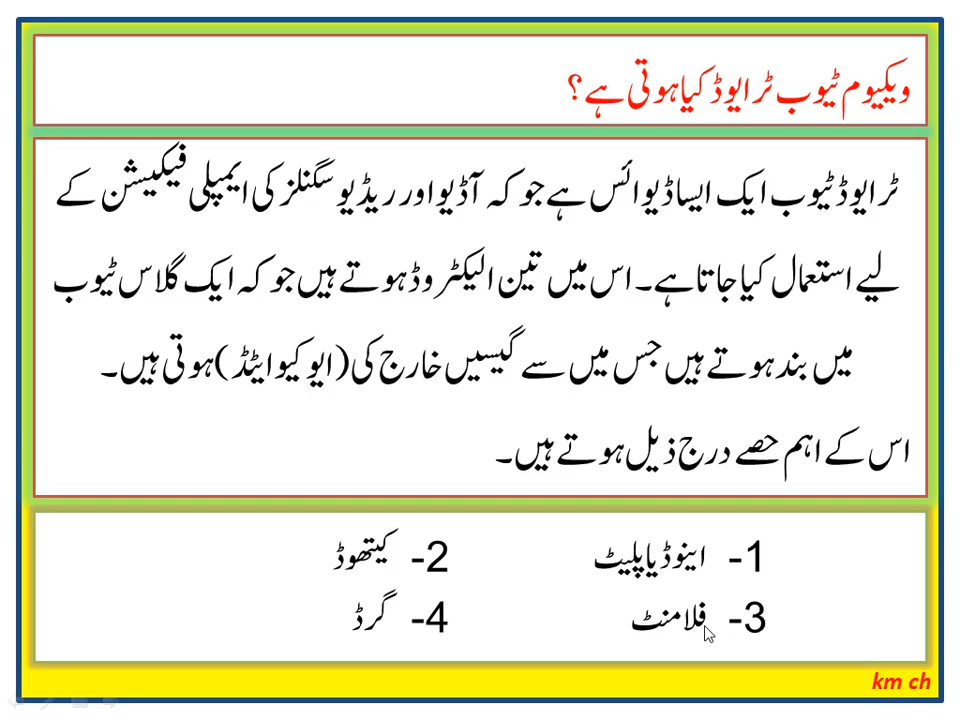 ویکیوم ٹیوب ٹرایوڈ کیا ہوتی ہے؟
ٹرایوڈ ٹیوب ایک ایسا ڈیوائس ہے جو کہ آڈیو اور ریڈیو سگنلز کی ایمپلی فیکیشن کے
لیے استعمال کیا جاتا ہے۔ اس میں تین الیکٹروڈ ہوتے ہیں جو کہ ایک گلاس ٹیوب
میں بند ہوتے ہیں جس میں سے گیسیں خارج کی (ایوکیوایٹڈ) ہوتی ہیں۔
اس کے اہم حصے درج ذیل ہوتے ہیں۔
1- اینوڈ یا پلیٹ 2- کیتھوڈ
3- فلامنٹ 4- گرڈ
km ch